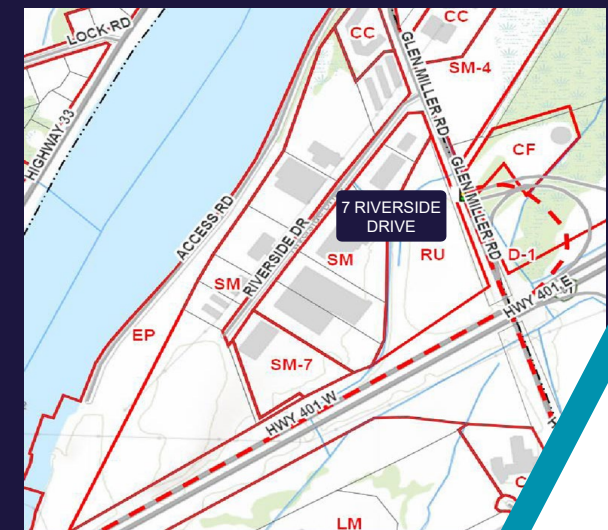 LOCK RD
HIGHWAY 33
CC
CC
GLEN MILLER RD
SM-4
CF
GLEN MILLER RD
ACCESS RD
7 RIVERSIDE
DRIVE
RIVERSIDE DR
SM
RU
D-1
SM
HWY 401 E
EP
SM-7
HWY 401 W
LM